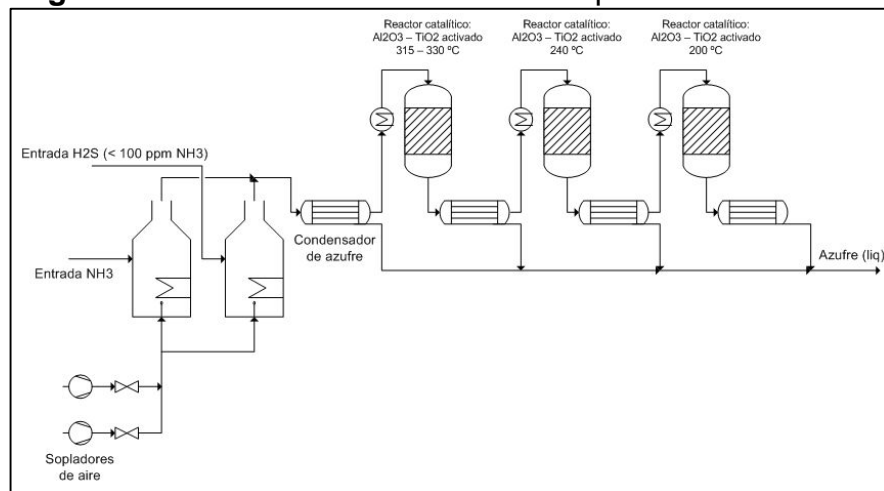 Reactor catalítico:
Al2O3 – TiO2 activado
315 – 330 ºC
Reactor catalítico:
Al2O3 – TiO2 activado
240 ºC
Reactor catalítico:
Al2O3 – TiO2 activado
200 ºC
Entrada H2S (< 100 ppm NH3)
Condensador
de azufre
Entrada NH3
Azufre (liq)
Sopladores
de aire